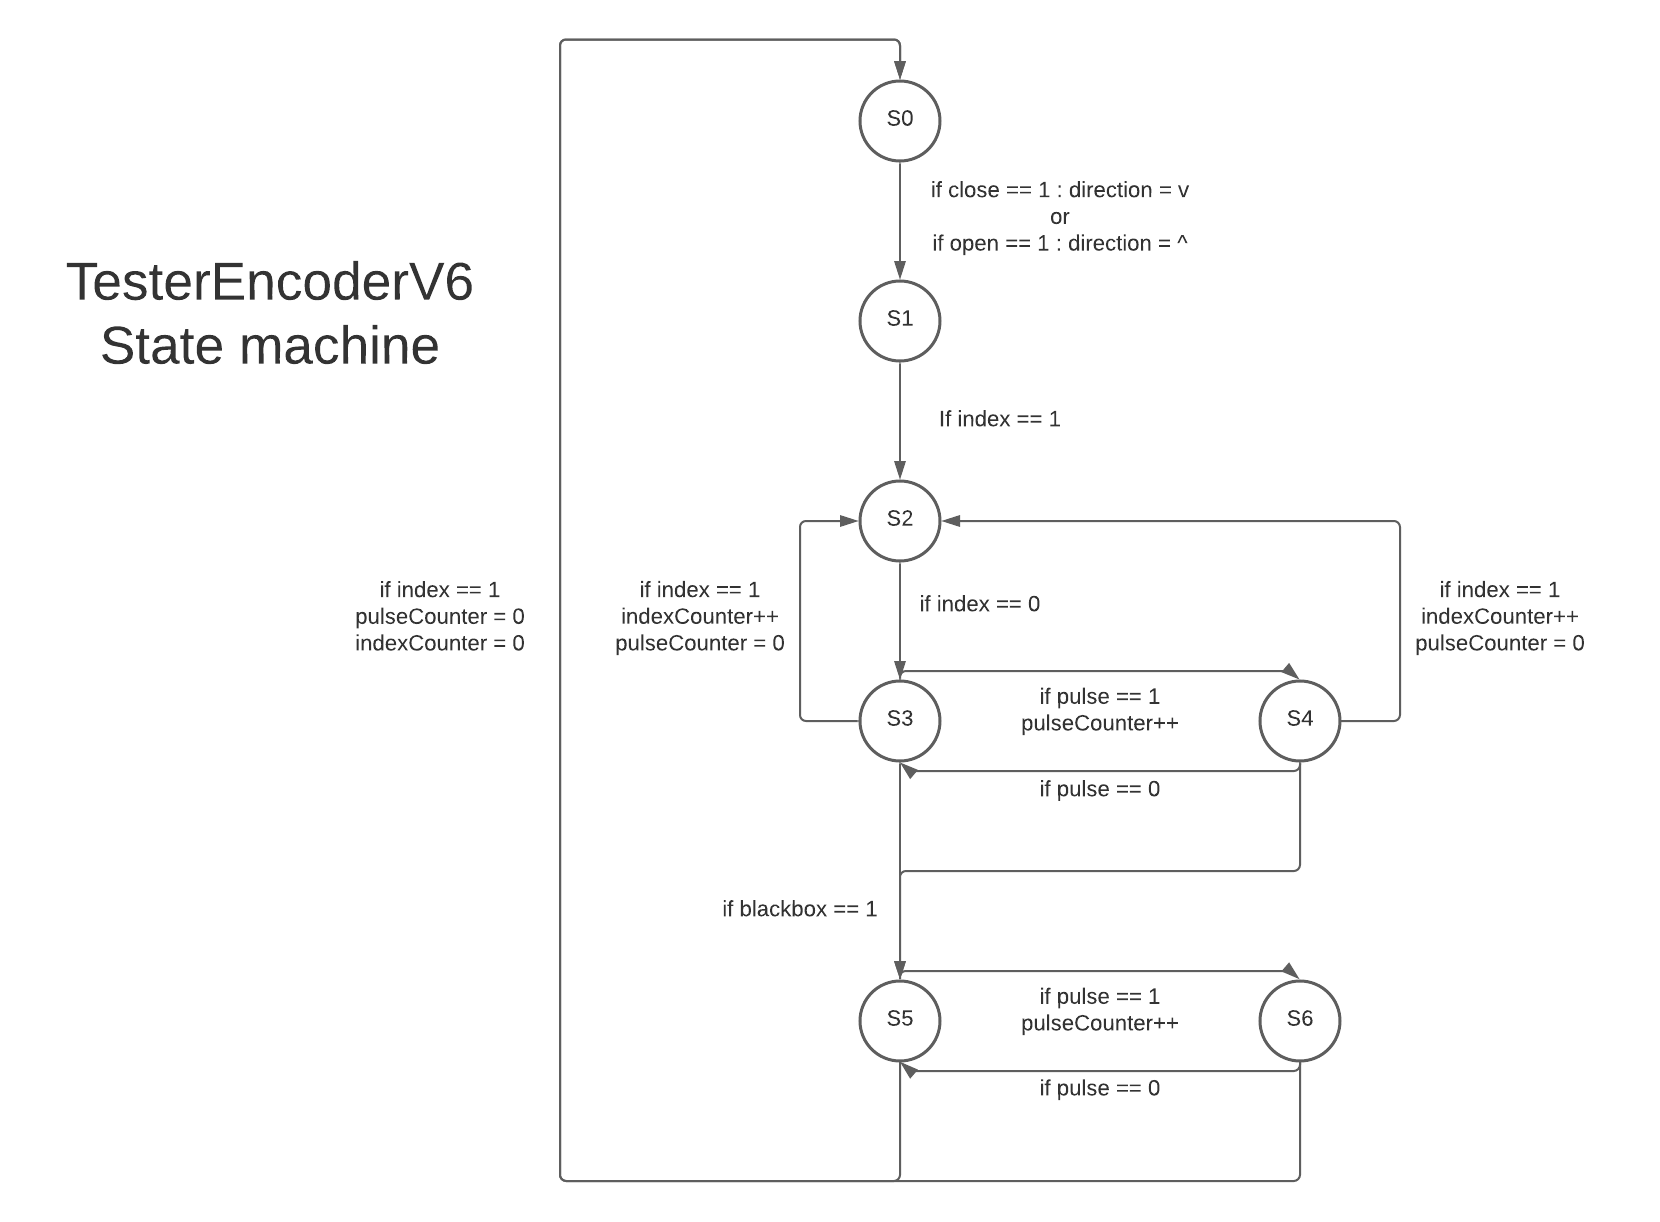 S0
if close == 1 : direction = v
or
if open == 1 : direction = ^
TesterEncoderV6
State machine
S1
If index == 1
S2
if index == 1
pulseCounter = 0
indexCounter = 0
if index == 1
indexCounter++
pulseCounter = 0
if index == 0
if index == 1
indexCounter++
pulseCounter = 0
S3
if pulse == 1
pulseCounter++
S4
if pulse == 0
if blackbox == 1
S5
if pulse == 1
pulseCounter++
S6
if pulse == 0